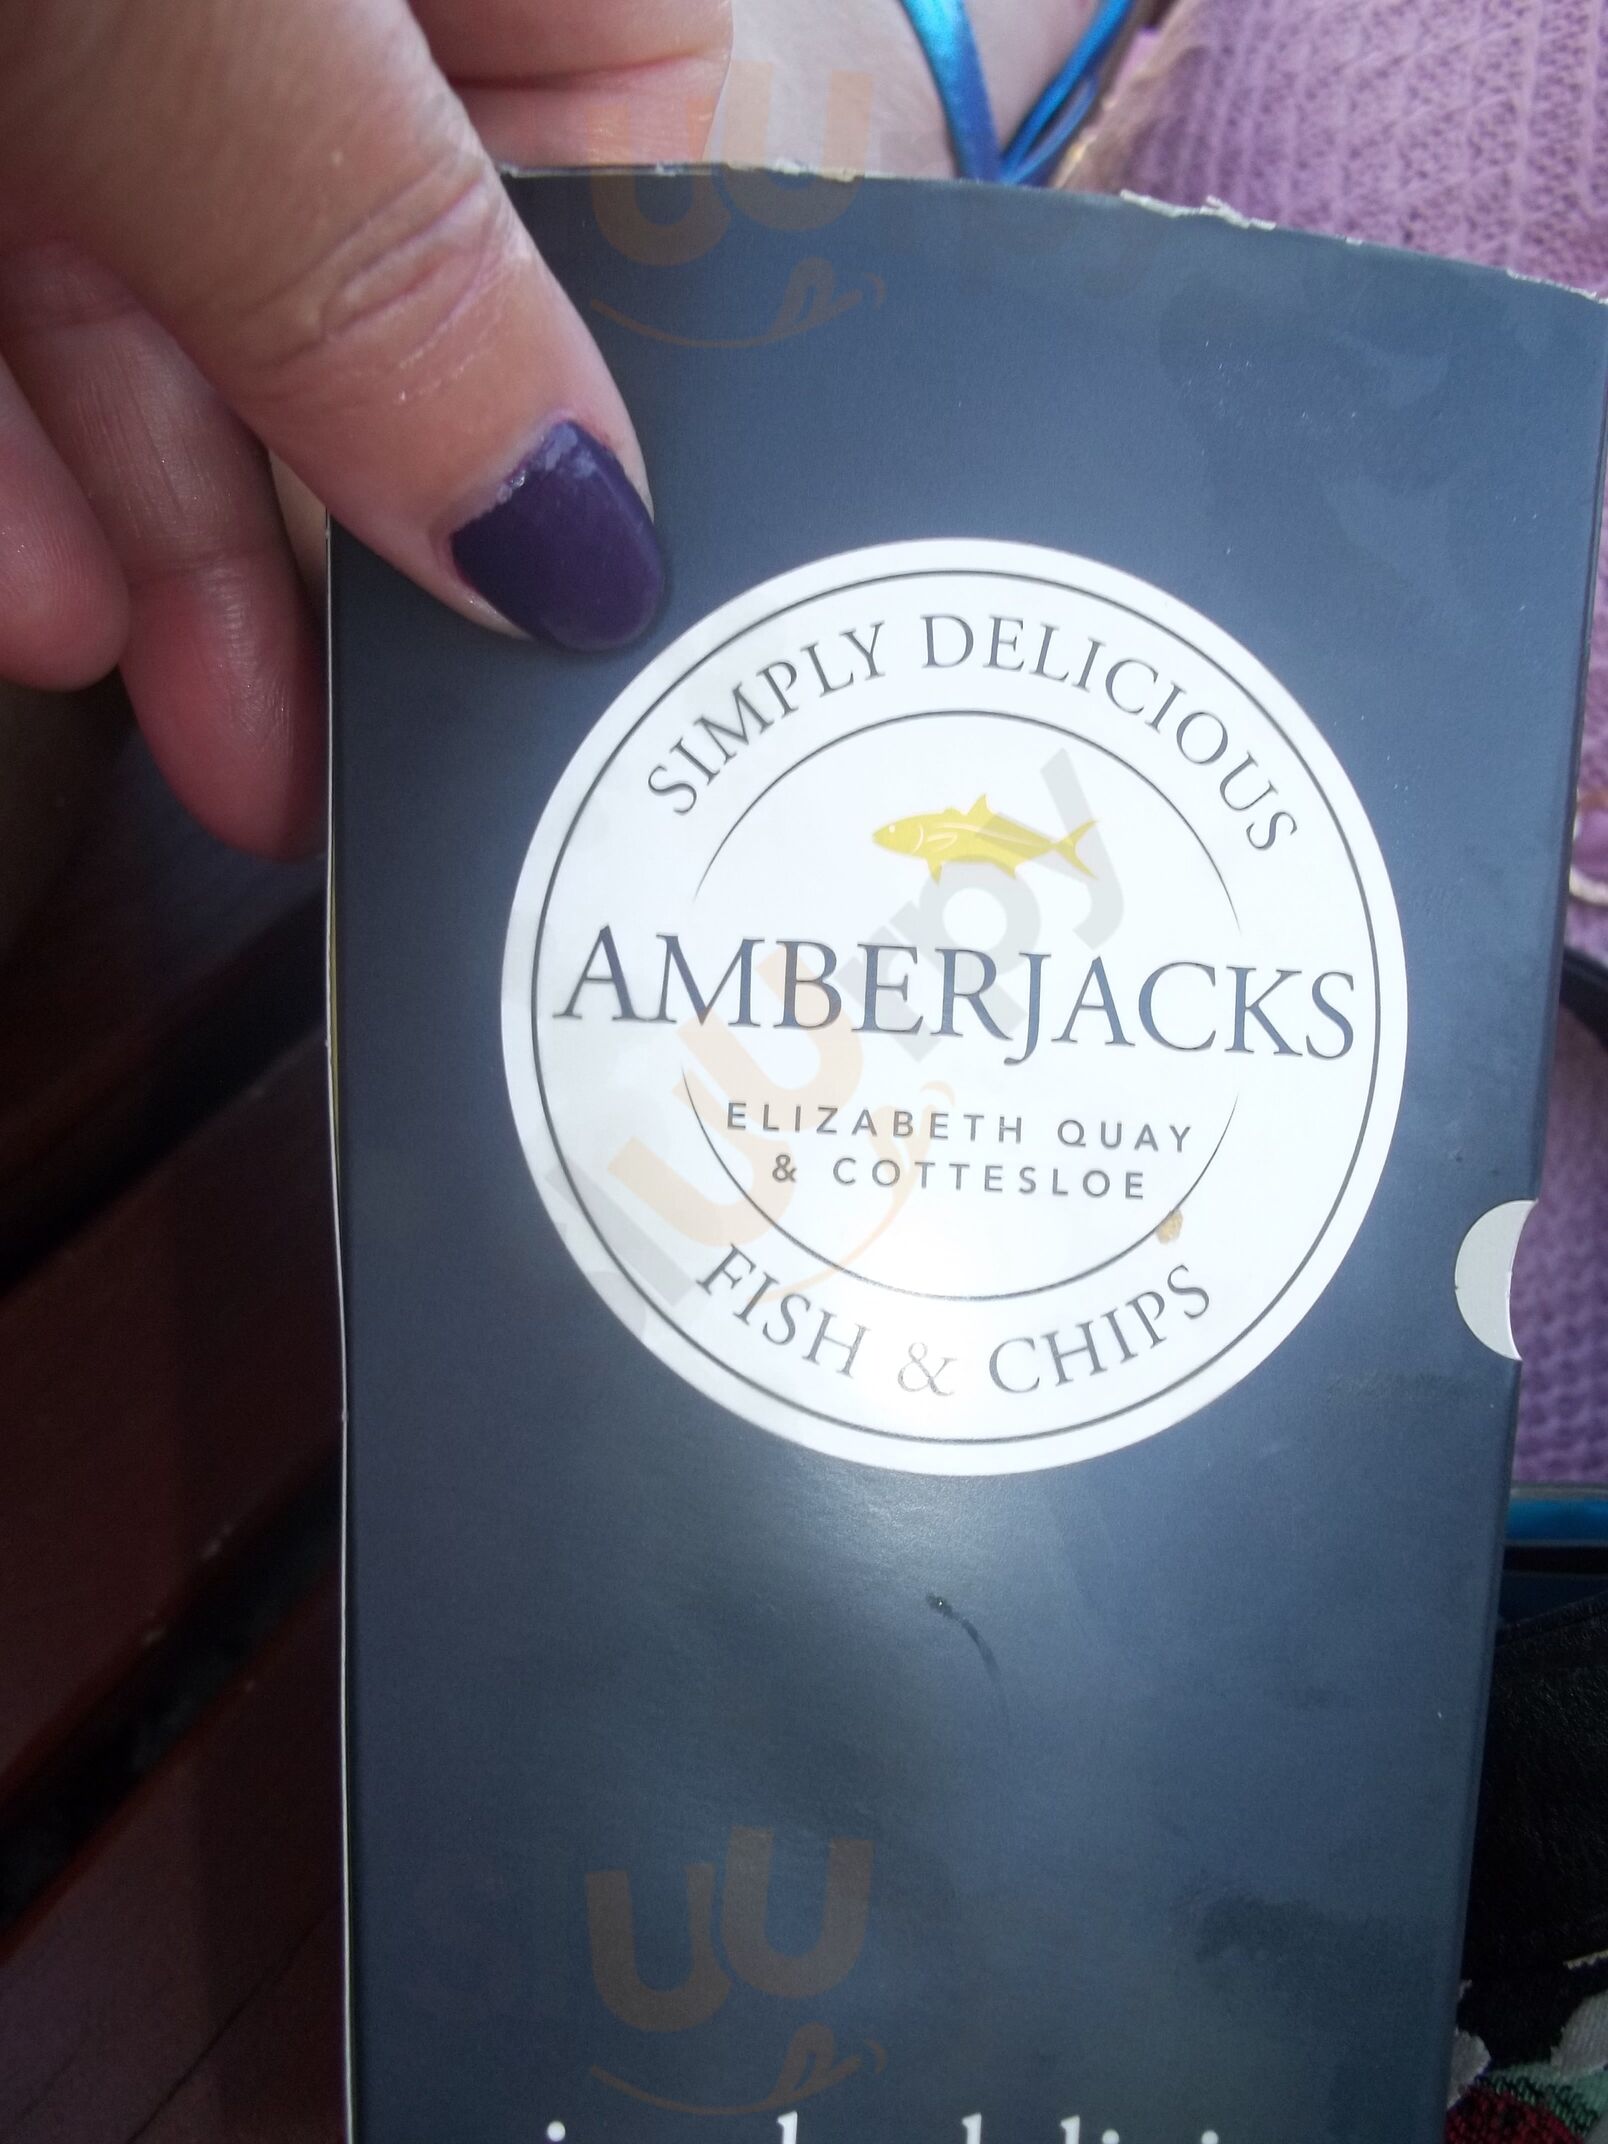 SIMPLY DELICIOUS
AMBERJACKS
ELIZABETH QUAY
& COTTESLOE
FISH & CHIPS